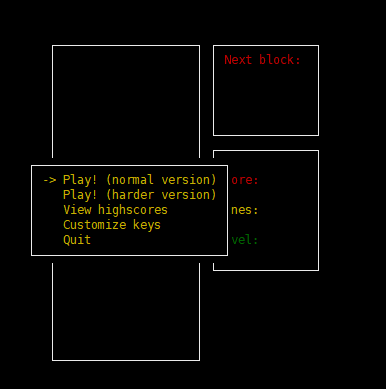 Next block:
-> Play! (normal version)
Play! (harder version)
View highscores
Customize keys
Quit
ore:
nes:
vel: